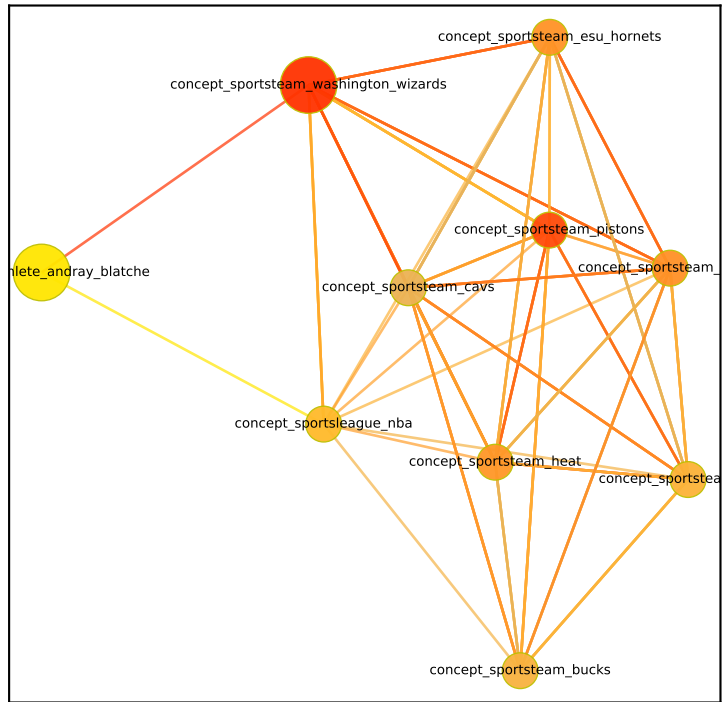 concept_sportsteam_esu_hornets
concept_sportsteam_washington_wizards
concept_sportsteam_pistons
concept_sportsteam_
hlete_andray_blatche
concept_sportsteam_cavs
concept_sportsleague_nba
concept_sportsteam_heat
concept_sportstea
concept_sportsteam_bucks